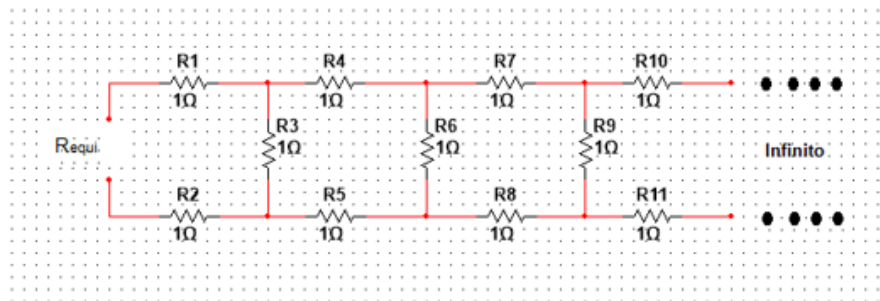 R1 R4 R7 R10
1Ω 1Ω 1Ω 1Ω
R3 R6 R9
1Ω 1Ω 1Ω
Requi. Infinito
R2 R5 R8 R11
1Ω 1Ω 1Ω 1Ω